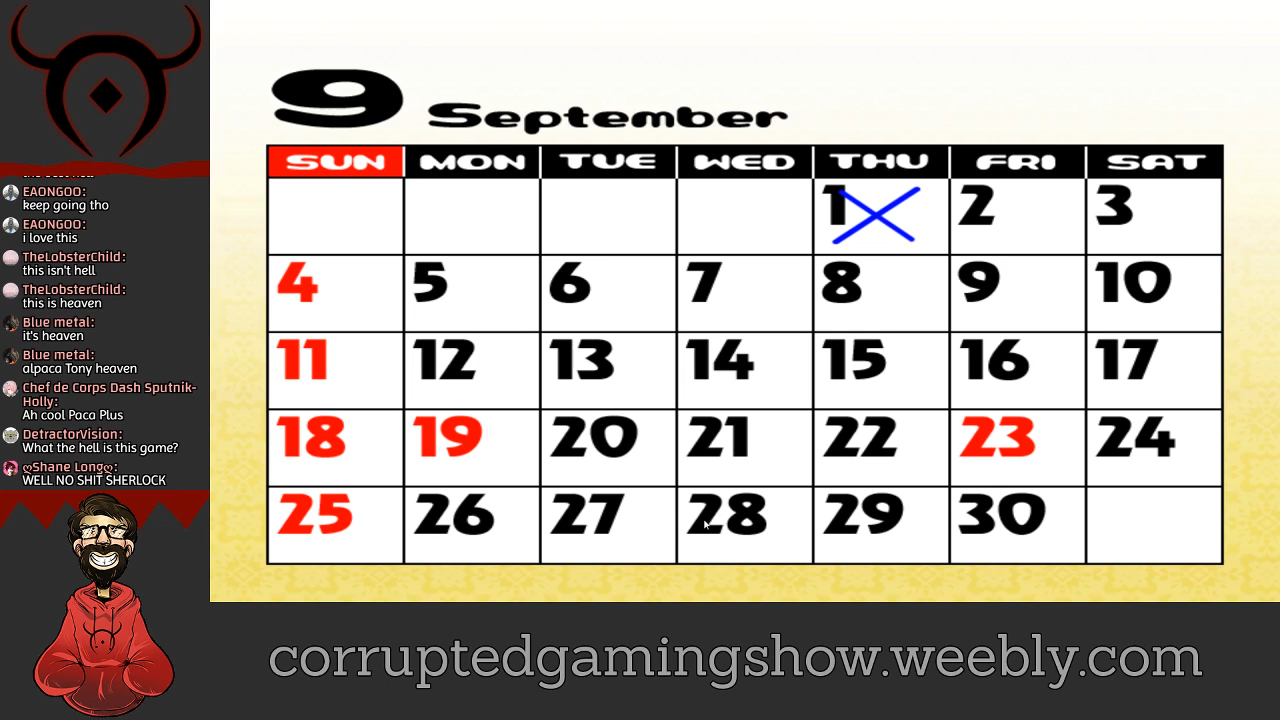 EAONGOO:
keep going tho
EAONGOO:
i love this
TheLobsterChild:
this isn't hell
TheLobsterChild:
this is heaven
Blue metal:
it's heaven
Blue metal:
alpaca Tony heaven
Chef de Corps Dash Sputnik-
Holly:
Ah cool Paca Plus
DetractorVision:
What the hell is this game?
ღShane Longღ:
WELL NO SHIT SHERLOCK
9 September
SUN MON TUE WED THU FRI SAT
1 2 3
4 5 6 7 8 9 10
11 12 13 14 15 16 17
18 19 20 21 22 23 24
25 26 27 28 29 30
corruptedgamingshow.weebly.com